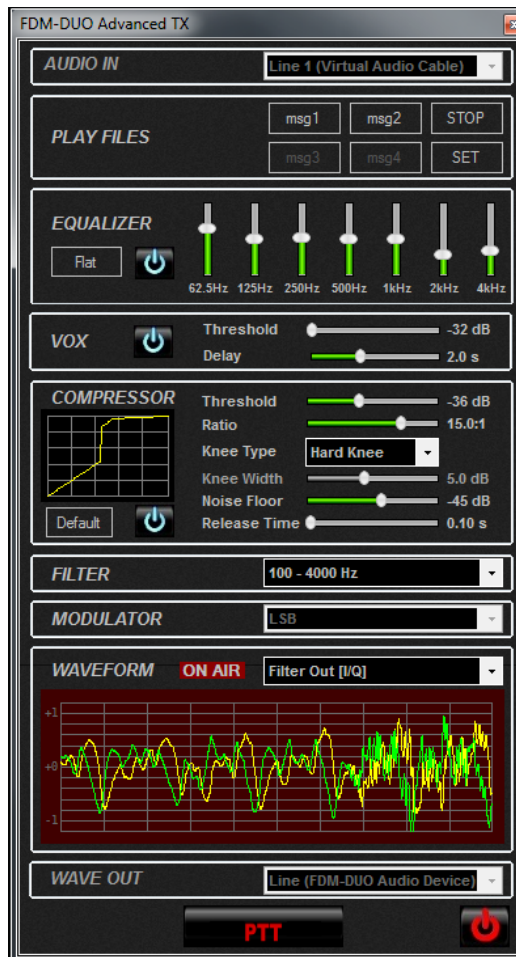 FDM-DUO Advanced TX
AUDIO IN Line 1 (Virtual Audio Cable)
PLAY FILES
msg1 msg2 STOP
msg3 msg4 SET
EQUALIZER
Flat
62.5Hz 125Hz 250Hz 500Hz 1kHz 2kHz 4kHz
VOX
Threshold -32 dB
Delay 2.0 s
COMPRESSOR
Threshold -36 dB
Ratio 15.0:1
Knee Type Hard Knee
Knee Width 5.0 dB
Noise Floor -45 dB
Default
Release Time 0.10 s
FILTER 100 - 4000 Hz
MODULATOR LSB
WAVEFORM ON AIR Filter Out [I/Q]
+1
+0
-1
WAVE OUT Line (FDM-DUO Audio Device)
PTT